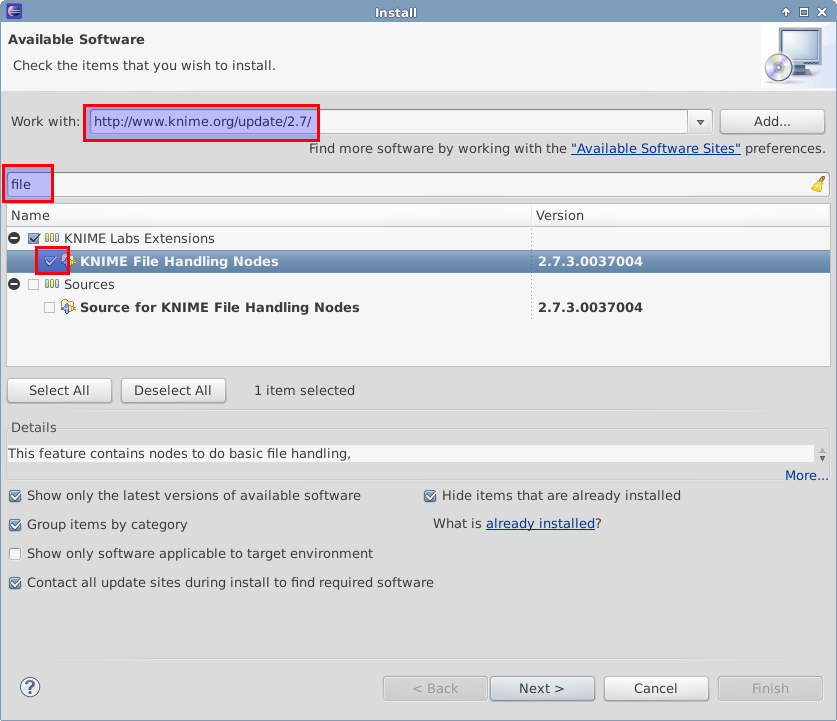 Install
Available Software
Check the items that you wish to install.
Work with: http://www.knime.org/update/2.7/ Add...
Find more software by working with the "Available Software Sites" preferences.
file
Name Version
KNIME Labs Extensions
KNIME File Handling Nodes 2.7.3.0037004
Sources
Source for KNIME File Handling Nodes 2.7.3.0037004
Select All Deselect All 1 item selected
Details
This feature contains nodes to do basic file handling,
More...
Show only the latest versions of available software Hide items that are already installed
Group items by category What is already installed?
Show only software applicable to target environment
Contact all update sites during install to find required software
? < Back Next > Cancel Finish